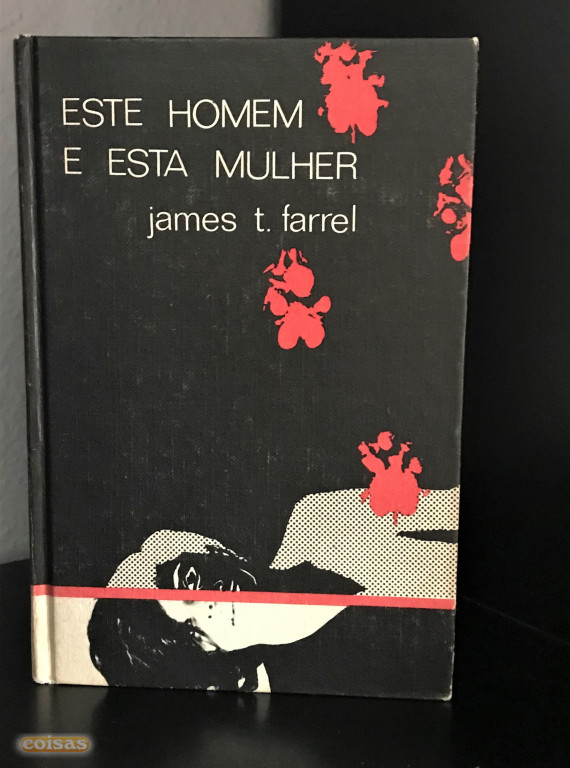 ESTE HOMEM
E ESTA MULHER
james t. farrel
coisas